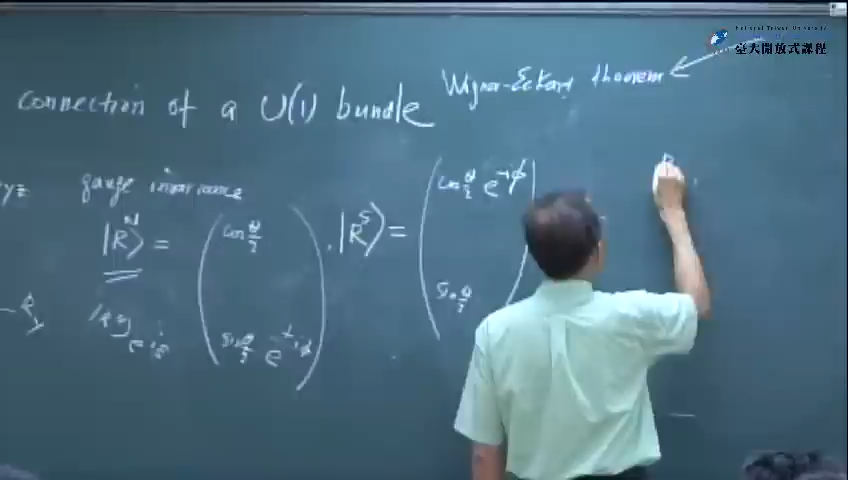 National Taiwan University
臺大開放式課程
connection of a U(1) bundle
Wigner-Eckart theorem
gauge invariance
|R⟩ᴺ = ( cos θ/2 , sin θ/2 e^{+iϕ} ) , |Rˢ⟩ = ( cos θ/2 e^{-iϕ} , sin θ/2 )